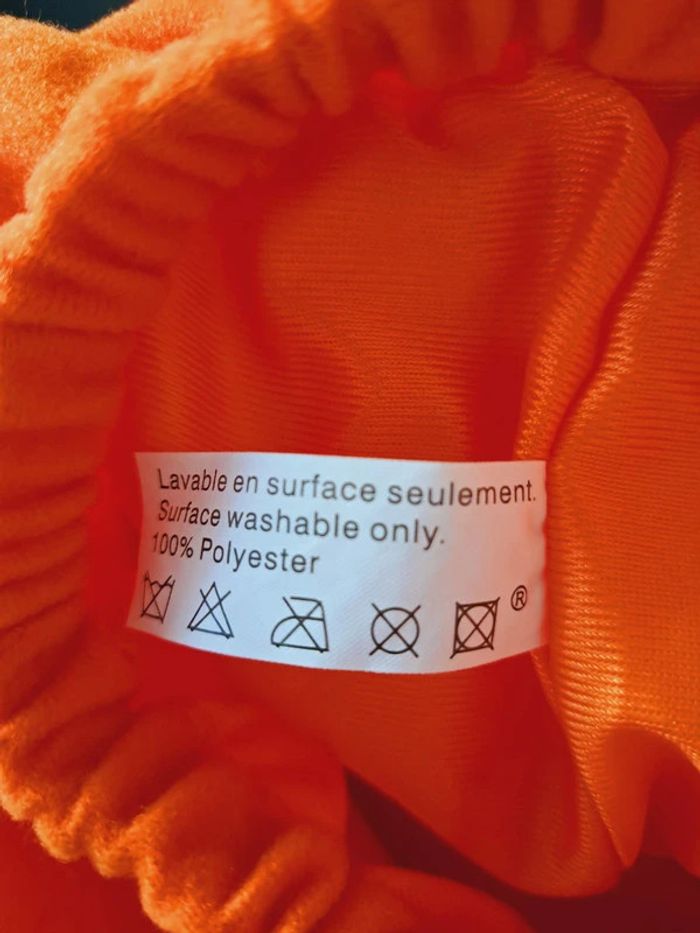 Lavable en surface seulement.
Surface washable only.
100% Polyester
®